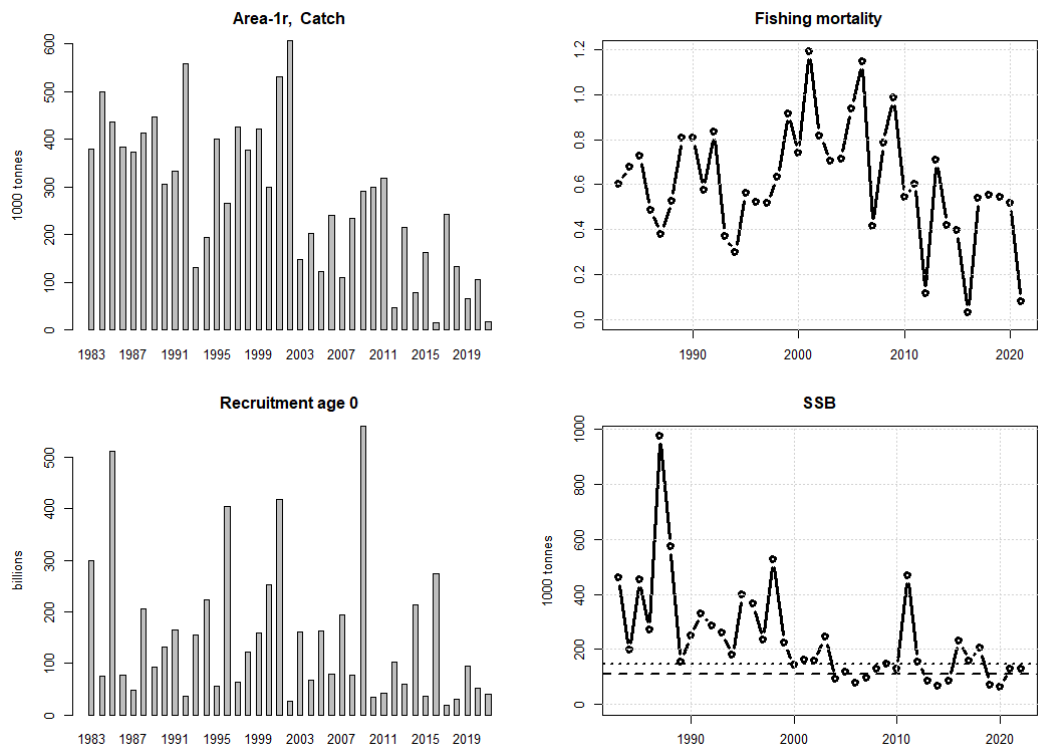 Area-1r, Catch
1000 tonnes
0 100 200 300 400 500 600
1983 1987 1991 1995 1999 2003 2007 2011 2015 2019
Fishing mortality
0.0 0.2 0.4 0.6 0.8 1.0 1.2
1990 2000 2010 2020
Recruitment age 0
billions
0 100 200 300 400 500
1983 1987 1991 1995 1999 2003 2007 2011 2015 2019
SSB
1000 tonnes
0 200 400 600 800 1000
1990 2000 2010 2020